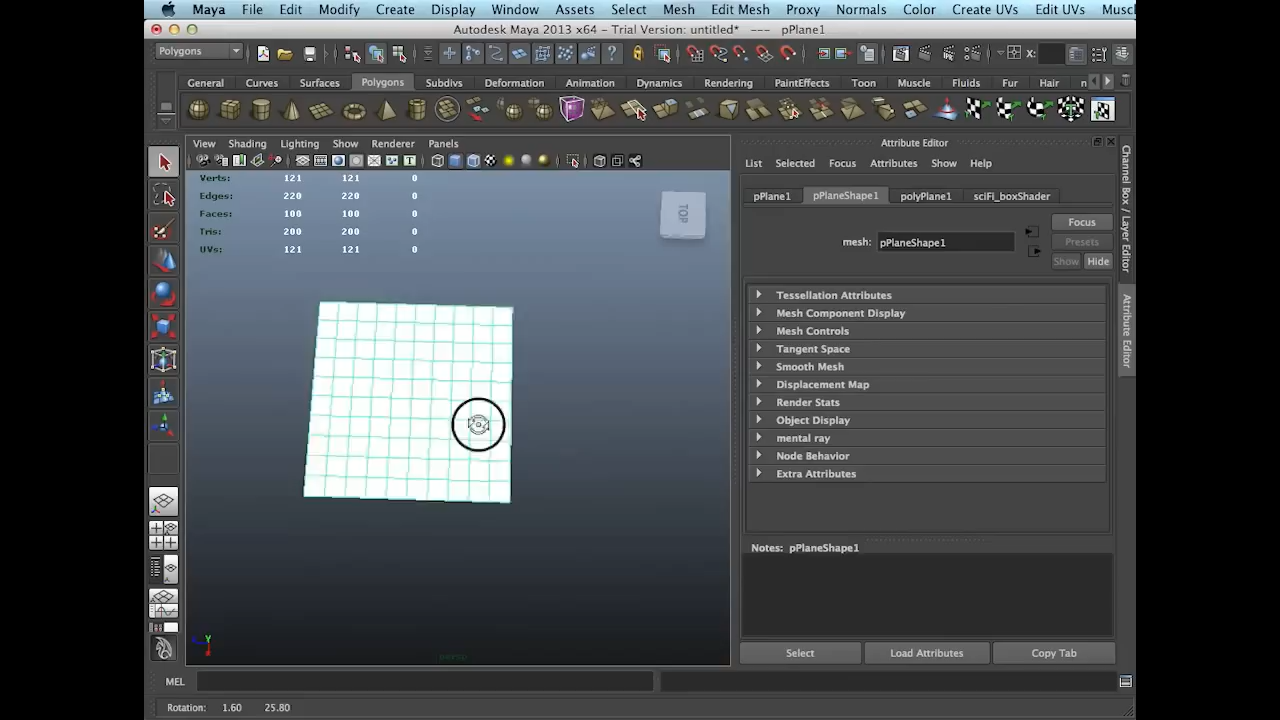 Maya File Edit Modify Create Display Window Assets Select Mesh Edit Mesh Proxy Normals Color Create UVs Edit UVs Musc
Autodesk Maya 2013 x64 - Trial Version: untitled* --- pPlane1
Polygons
x:
General Curves Surfaces Polygons Subdivs Deformation Animation Dynamics Rendering PaintEffects Toon Muscle Fluids Fur Hair n
View Shading Lighting Show Renderer Panels
Verts: 121 121 0
Edges: 220 220 0
Faces: 100 100 0
Tris: 200 200 0
UVs: 121 121 0
TOP
Y
persp
Attribute Editor
List Selected Focus Attributes Show Help
pPlane1 pPlaneShape1 polyPlane1 sciFi_boxShader
mesh: pPlaneShape1
Focus
Presets
Show Hide
Tessellation Attributes
Mesh Component Display
Mesh Controls
Tangent Space
Smooth Mesh
Displacement Map
Render Stats
Object Display
mental ray
Node Behavior
Extra Attributes
Notes: pPlaneShape1
Select Load Attributes Copy Tab
Channel Box / Layer Editor
Attribute Editor
MEL
Rotation: 1.60 25.80